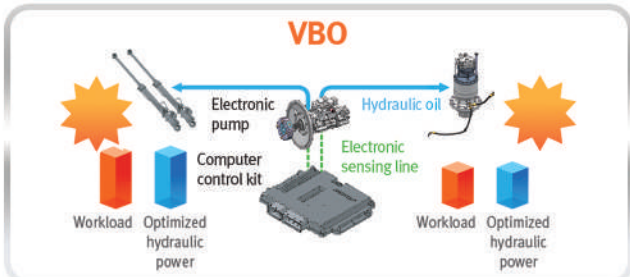 VBO
Electronic
pump
Hydraulic oil
Electronic
sensing line
Computer
control kit
Workload
Optimized
hydraulic
power
Workload
Optimized
hydraulic
power